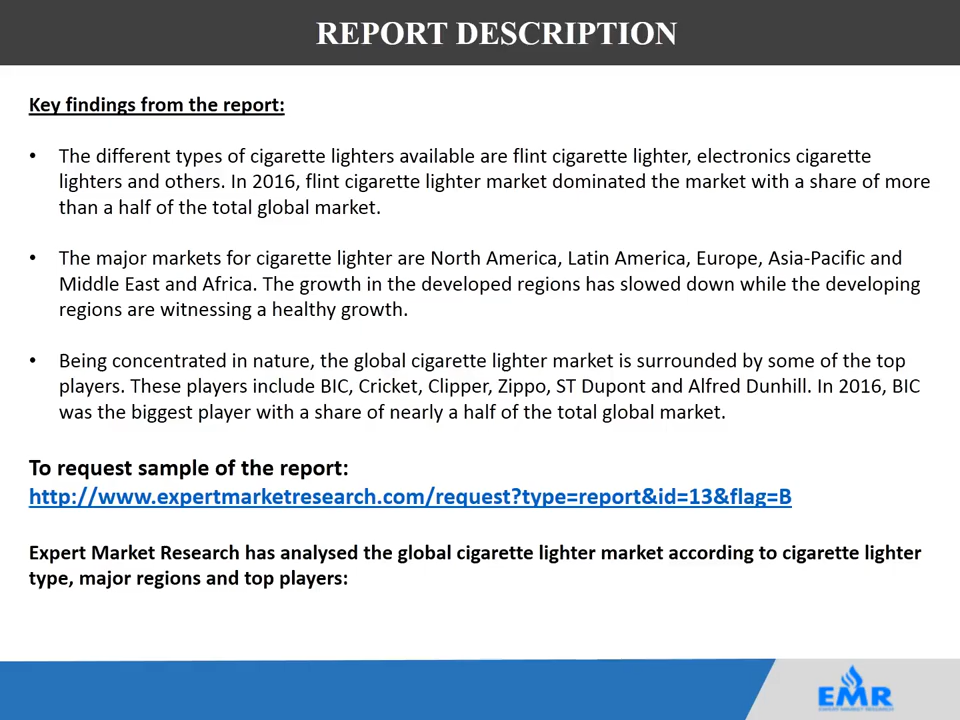 REPORT DESCRIPTION
Key findings from the report:
• The different types of cigarette lighters available are flint cigarette lighter, electronics cigarette
lighters and others. In 2016, flint cigarette lighter market dominated the market with a share of more
than a half of the total global market.
• The major markets for cigarette lighter are North America, Latin America, Europe, Asia-Pacific and
Middle East and Africa. The growth in the developed regions has slowed down while the developing
regions are witnessing a healthy growth.
• Being concentrated in nature, the global cigarette lighter market is surrounded by some of the top
players. These players include BIC, Cricket, Clipper, Zippo, ST Dupont and Alfred Dunhill. In 2016, BIC
was the biggest player with a share of nearly a half of the total global market.
To request sample of the report:
http://www.expertmarketresearch.com/request?type=report&id=13&flag=B
Expert Market Research has analysed the global cigarette lighter market according to cigarette lighter
type, major regions and top players:
EMR
EXPERT MARKET RESEARCH